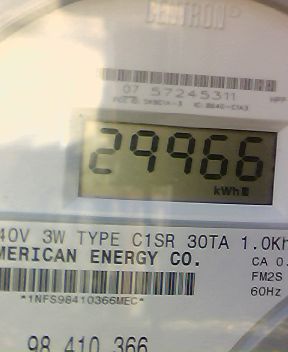 CENTRON®
07 57245311
29966
kWh
40V 3W TYPE C1SR 30TA 1.0Kh
MERICAN ENERGY CO.
CA 0.
FM2S
*1NFS98410366MEC*
60Hz
98 410 366